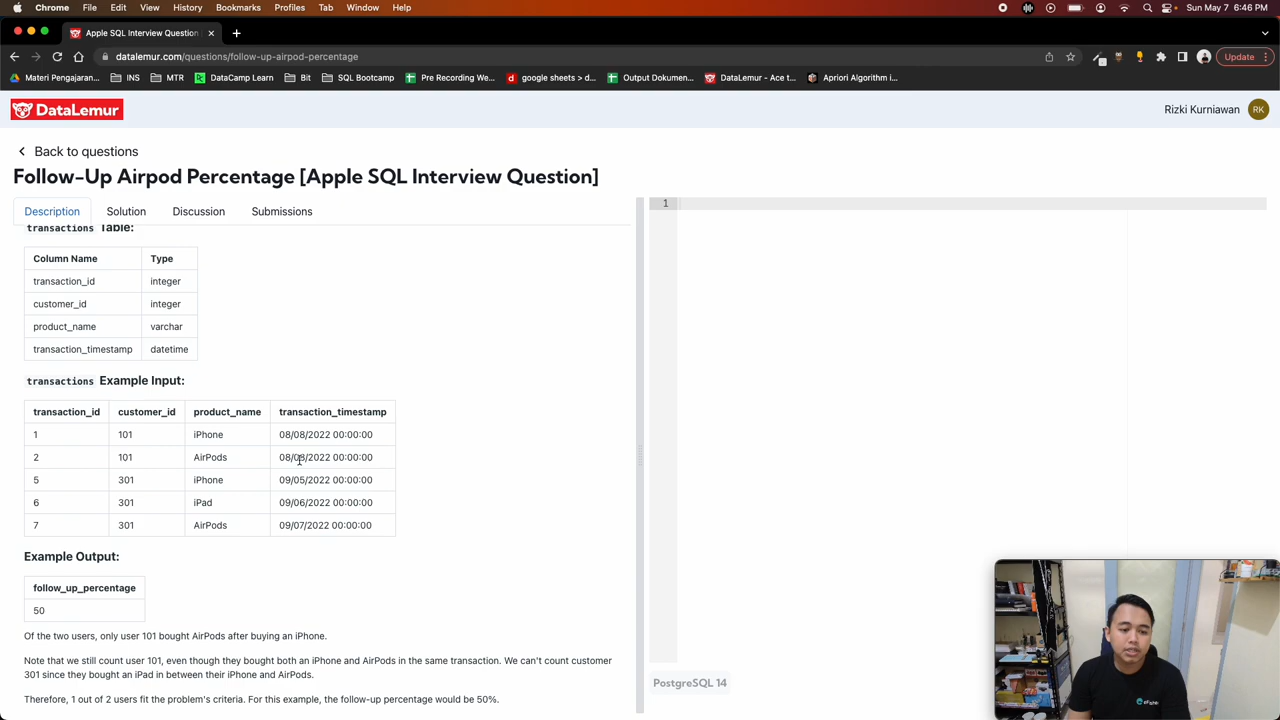 Chrome File Edit View History Bookmarks Profiles Tab Window Help
Sun May 7 6:46 PM
Apple SQL Interview Question
datalemur.com/questions/follow-up-airpod-percentage
Update
Materi Pengajaran... INS MTR DataCamp Learn Bit SQL Bootcamp Pre Recording We... google sheets > d... Output Dokumen... DataLemur - Ace t... Apriori Algorithm i...
DataLemur
Rizki Kurniawan RK
Back to questions
Follow-Up Airpod Percentage [Apple SQL Interview Question]
Description Solution Discussion Submissions
1
transactions Table:
Column Name Type
transaction_id integer
customer_id integer
product_name varchar
transaction_timestamp datetime
transactions Example Input:
transaction_id customer_id product_name transaction_timestamp
1 101 iPhone 08/08/2022 00:00:00
2 101 AirPods 08/08/2022 00:00:00
5 301 iPhone 09/05/2022 00:00:00
6 301 iPad 09/06/2022 00:00:00
7 301 AirPods 09/07/2022 00:00:00
Example Output:
follow_up_percentage
50
Of the two users, only user 101 bought AirPods after buying an iPhone.
Note that we still count user 101, even though they bought both an iPhone and AirPods in the same transaction. We can't count customer
301 since they bought an iPad in between their iPhone and AirPods.
Therefore, 1 out of 2 users fit the problem's criteria. For this example, the follow-up percentage would be 50%.
PostgreSQL 14